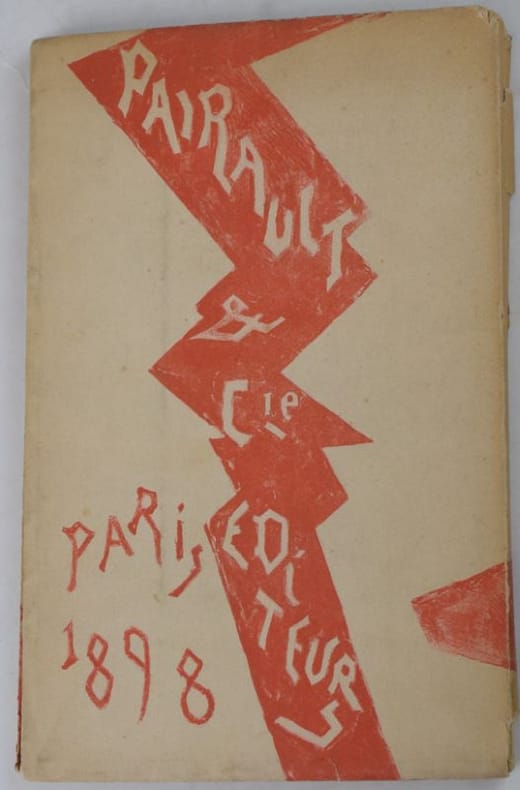 PAIRAULT
&
Cie
EDiTEURS
PARis
1898